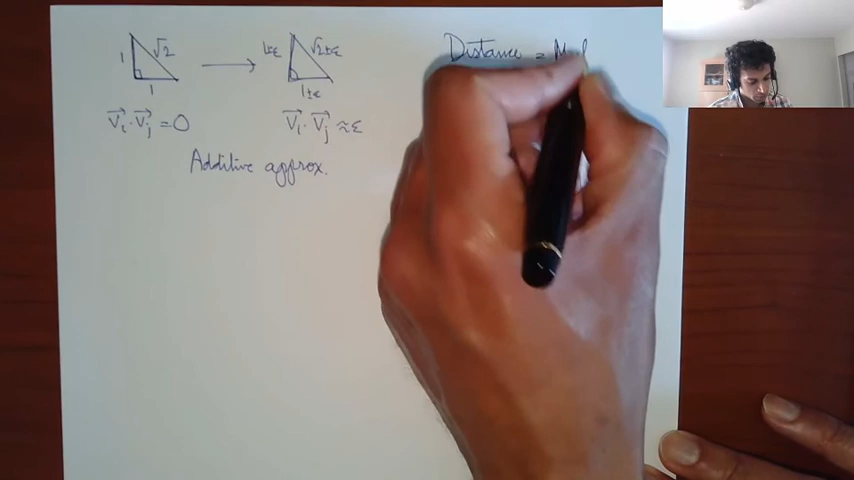 1 √2 → 1±ε √2±ε Distance =
1 1±ε
v⃗ᵢ · v⃗ⱼ = 0 v⃗ᵢ · v⃗ⱼ ≈ ε
Additive approx.